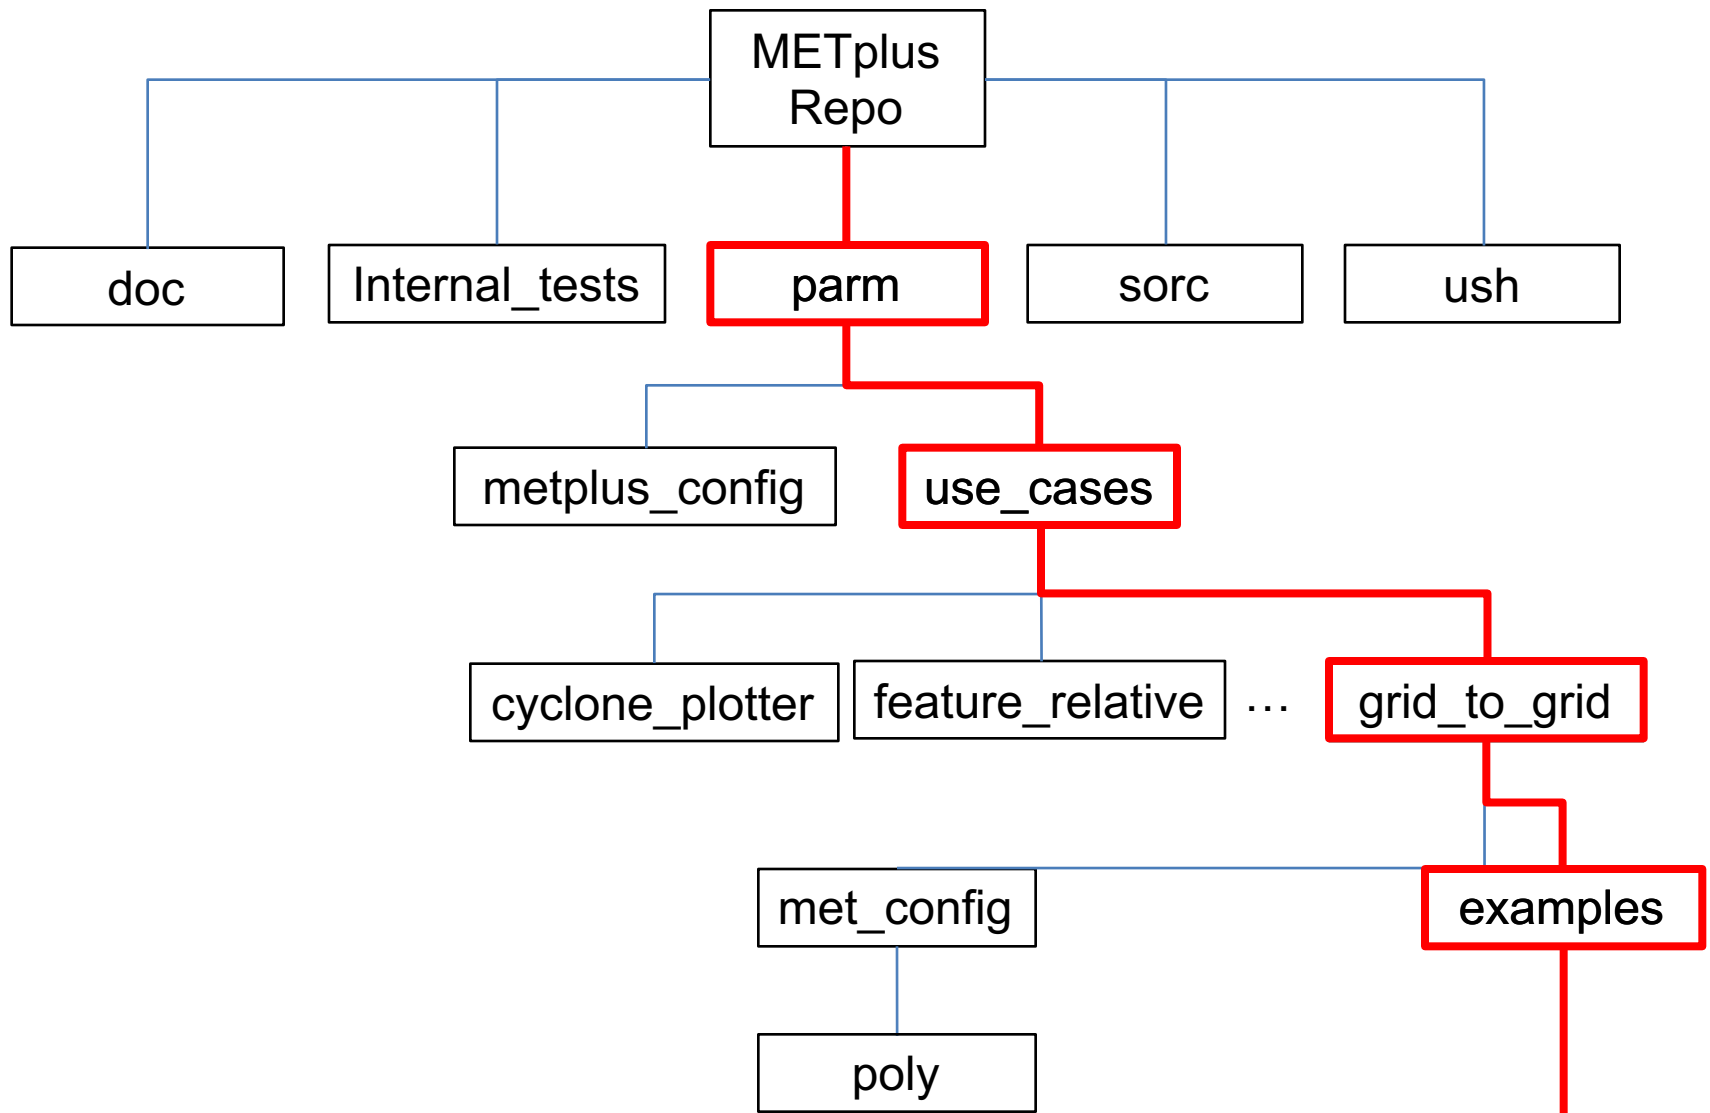 METplus
Repo
doc
Internal_tests
parm
sorc
ush
metplus_config
use_cases
cyclone_plotter
feature_relative
...
grid_to_grid
met_config
examples
poly